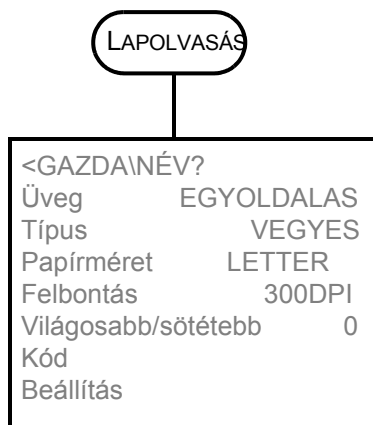 LAPOLVASÁS
<GAZDA\NÉV?
Üveg EGYOLDALAS
Típus VEGYES
Papírméret LETTER
Felbontás 300DPI
Világosabb/sötétebb 0
Kód
Beállítás